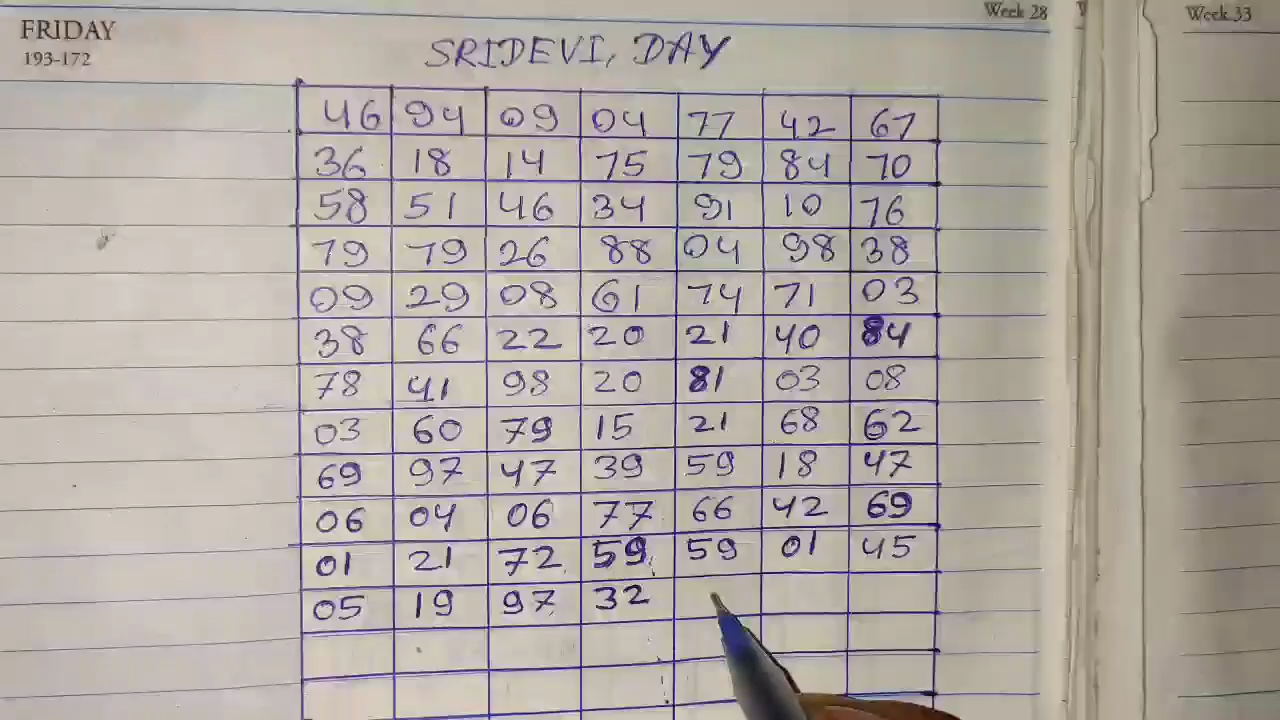 Week 28
Week 33
FRIDAY
193-172
SRIDEVI, DAY
46 94 09 04 77 42 67
36 18 14 75 79 84 70
58 51 46 34 91 10 76
79 79 26 88 04 98 38
09 29 08 61 74 71 03
38 66 22 20 21 40 84
78 41 98 20 81 03 08
03 60 79 15 21 68 62
69 97 47 39 59 18 47
06 04 06 77 66 42 69
01 21 72 59 59 01 45
05 19 97 32